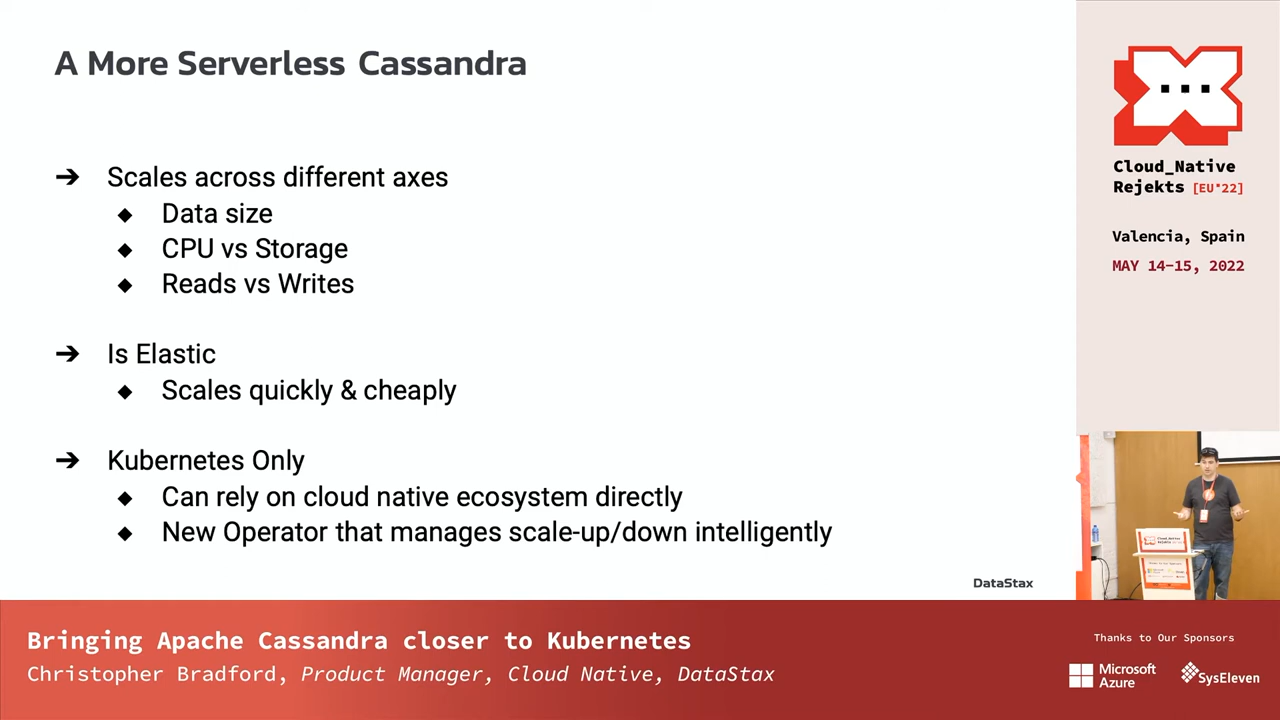 A More Serverless Cassandra
➔ Scales across different axes
◆ Data size
◆ CPU vs Storage
◆ Reads vs Writes
➔ Is Elastic
◆ Scales quickly & cheaply
➔ Kubernetes Only
◆ Can rely on cloud native ecosystem directly
◆ New Operator that manages scale-up/down intelligently
DataStax
Cloud_Native
Rejekts [EU'22]
Valencia, Spain
MAY 14-15, 2022
Bringing Apache Cassandra closer to Kubernetes
Christopher Bradford, Product Manager, Cloud Native, DataStax
Thanks to Our Sponsors
Microsoft
Azure
SysEleven